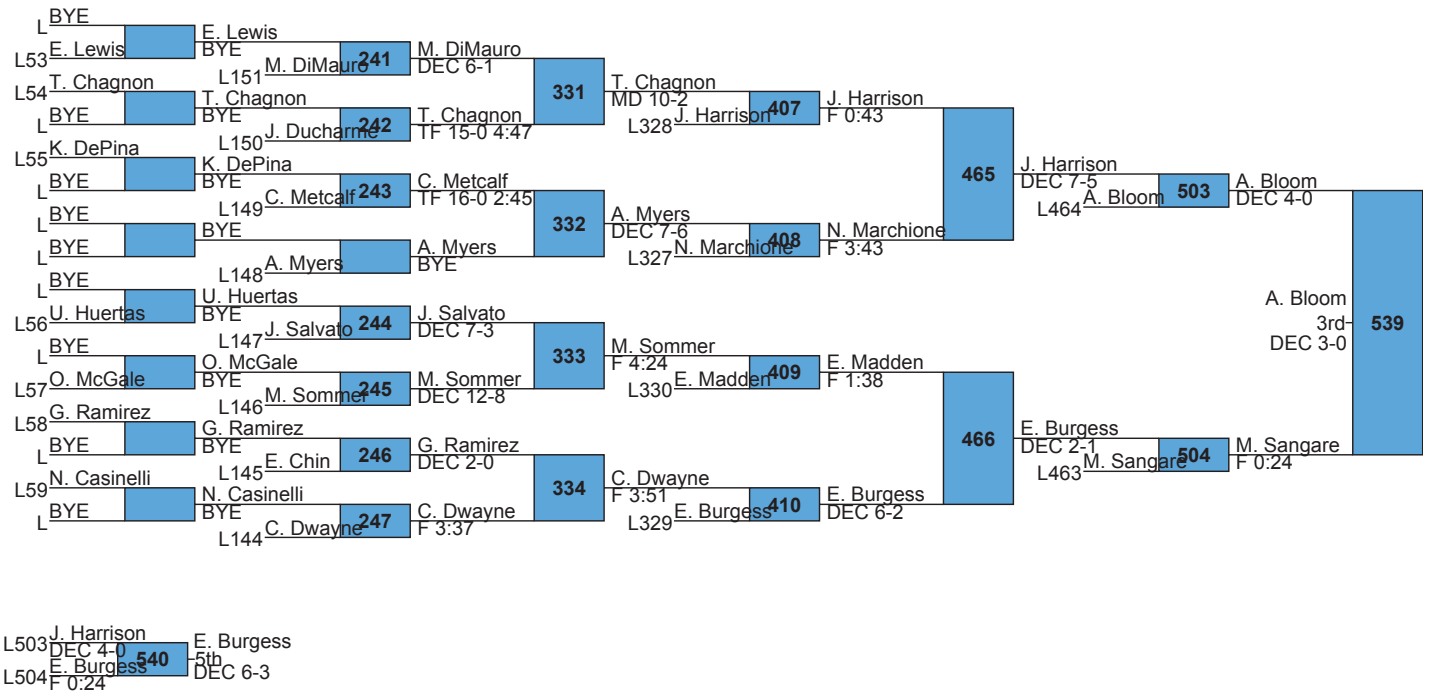 L BYE
L53 E. Lewis
E. Lewis
BYE
L151 M. DiMauro
241
M. DiMauro
DEC 6-1
L54 T. Chagnon
L BYE
T. Chagnon
BYE
L150 J. Ducharme
242
T. Chagnon
TF 15-0 4:47
331
T. Chagnon
MD 10-2
L328 J. Harrison
407
J. Harrison
F 0:43
L55 K. DePina
L BYE
K. DePina
BYE
L149 C. Metcalf
243
C. Metcalf
TF 16-0 2:45
L BYE
L BYE
BYE
L148 A. Myers
A. Myers
BYE
332
A. Myers
DEC 7-6
L327 N. Marchione
408
N. Marchione
F 3:43
465
J. Harrison
DEC 7-5
L464 A. Bloom
503
A. Bloom
DEC 4-0
L BYE
L56 U. Huertas
U. Huertas
BYE
L147 J. Salvato
244
J. Salvato
DEC 7-3
L BYE
L57 O. McGale
O. McGale
BYE
L146 M. Sommer
245
M. Sommer
DEC 12-8
333
M. Sommer
F 4:24
L330 E. Madden
409
E. Madden
F 1:38
L58 G. Ramirez
L BYE
G. Ramirez
BYE
L145 E. Chin
246
G. Ramirez
DEC 2-0
L59 N. Casinelli
L BYE
N. Casinelli
BYE
L144 C. Dwayne
247
C. Dwayne
F 3:37
334
C. Dwayne
F 3:51
L329 E. Burgess
410
E. Burgess
DEC 6-2
466
E. Burgess
DEC 2-1
L463 M. Sangare
504
M. Sangare
F 0:24
A. Bloom
3rd
DEC 3-0
539
L503 J. Harrison
DEC 4-0
L504 E. Burgess
F 0:24
540
E. Burgess
5th
DEC 6-3